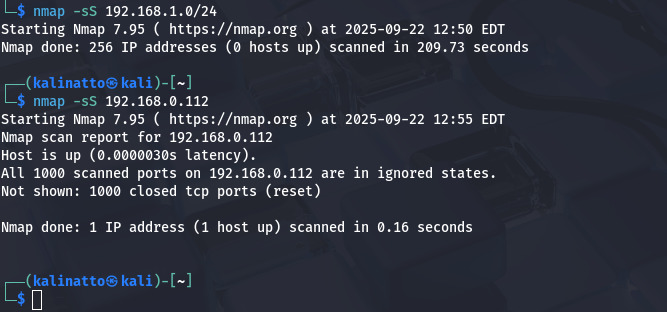 └─$ nmap -sS 192.168.1.0/24
Starting Nmap 7.95 ( https://nmap.org ) at 2025-09-22 12:50 EDT
Nmap done: 256 IP addresses (0 hosts up) scanned in 209.73 seconds
┌──(kalinatto㉿kali)-[~]
└─$ nmap -sS 192.168.0.112
Starting Nmap 7.95 ( https://nmap.org ) at 2025-09-22 12:55 EDT
Nmap scan report for 192.168.0.112
Host is up (0.0000030s latency).
All 1000 scanned ports on 192.168.0.112 are in ignored states.
Not shown: 1000 closed tcp ports (reset)
Nmap done: 1 IP address (1 host up) scanned in 0.16 seconds
┌──(kalinatto㉿kali)-[~]
└─$